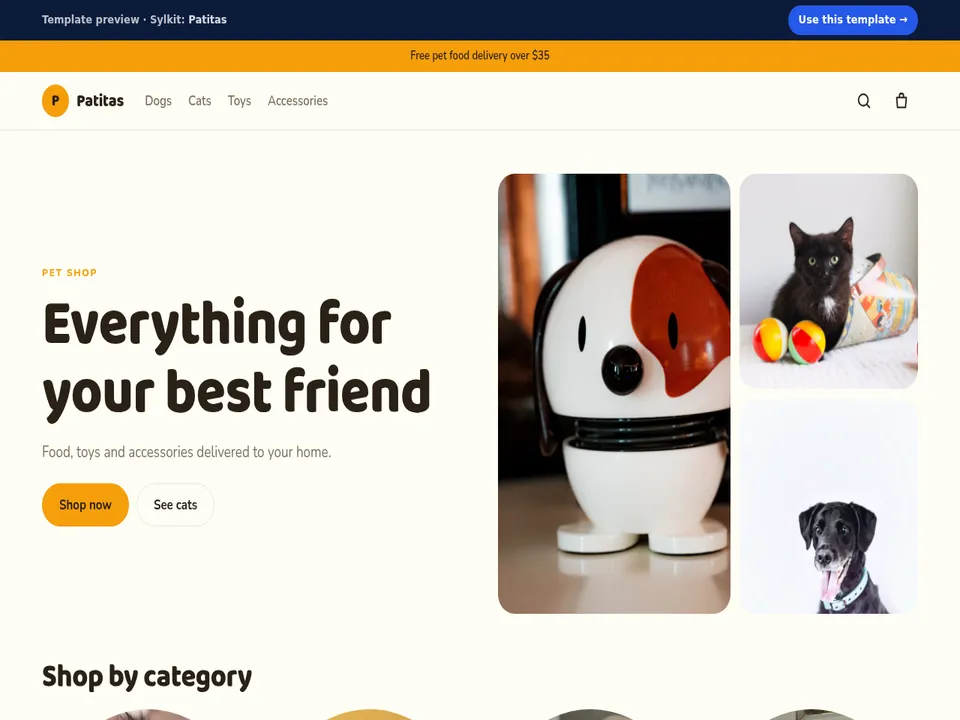 Template preview · Sylkit: Patitas
Use this template →
Free pet food delivery over $35
P
Patitas
Dogs
Cats
Toys
Accessories
PET SHOP
Everything for
your best friend
Food, toys and accessories delivered to your home.
Shop now
See cats
Shop by category